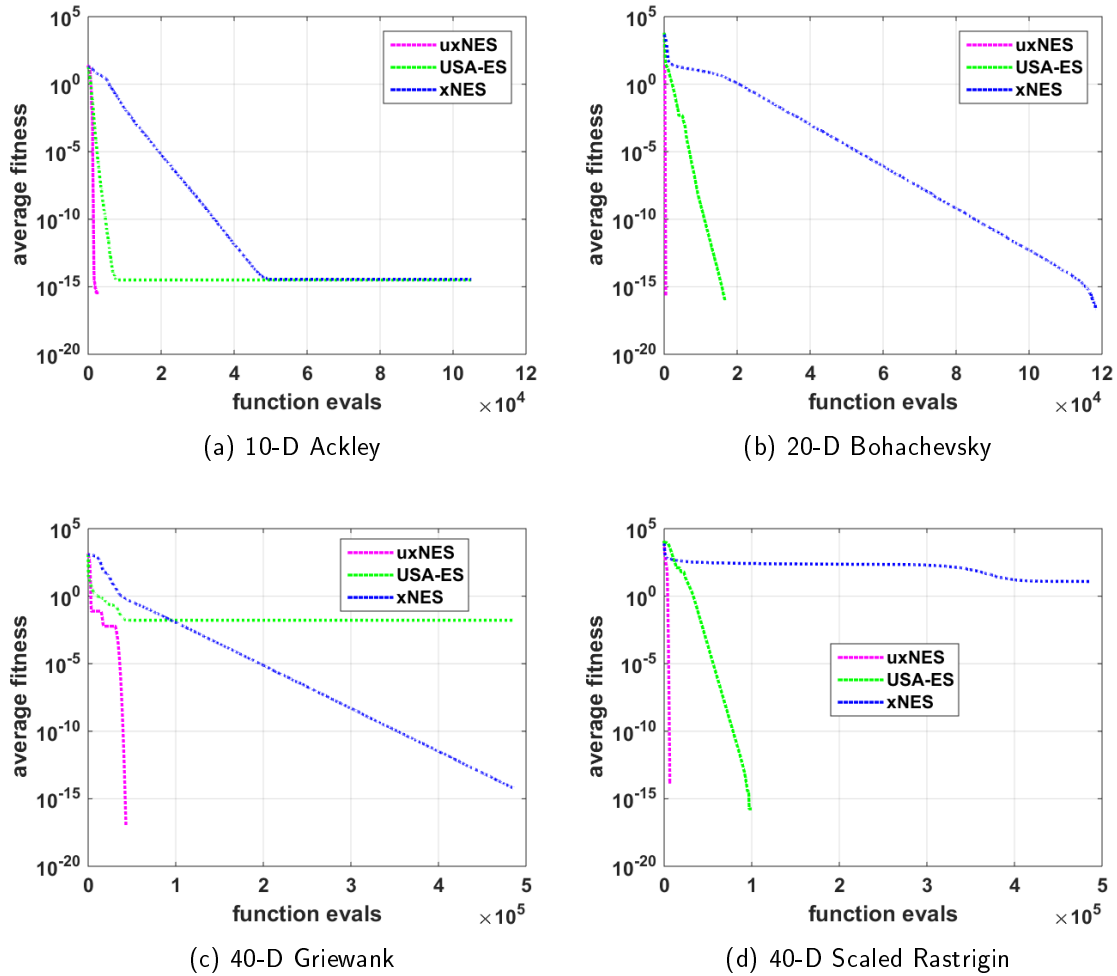 10^5
10^0
10^-5
10^-10
10^-15
10^-20
average fitness
uxNES
USA-ES
xNES
0 2 4 6 8 10 12
function evals ×10^4
(a) 10-D Ackley
10^5
10^0
10^-5
10^-10
10^-15
10^-20
average fitness
uxNES
USA-ES
xNES
0 2 4 6 8 10 12
function evals ×10^4
(b) 20-D Bohachevsky
10^5
10^0
10^-5
10^-10
10^-15
10^-20
average fitness
uxNES
USA-ES
xNES
0 1 2 3 4 5
function evals ×10^5
(c) 40-D Griewank
10^5
10^0
10^-5
10^-10
10^-15
10^-20
average fitness
uxNES
USA-ES
xNES
0 1 2 3 4 5
function evals ×10^5
(d) 40-D Scaled Rastrigin